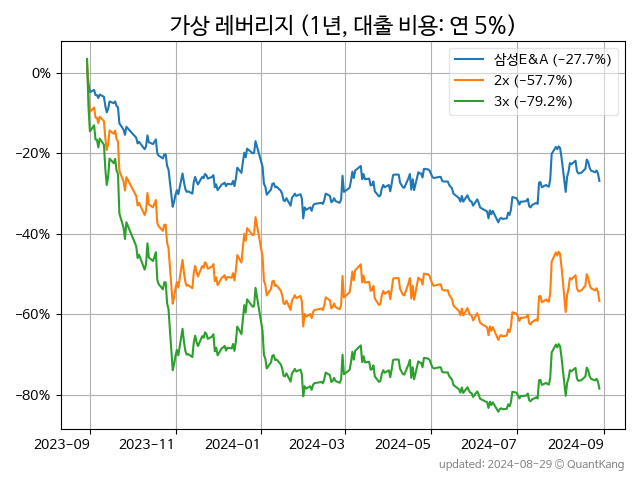 가상 레버리지 (1년, 대출 비용: 연 5%)
삼성E&A (−27.7%)
2x (−57.7%)
3x (−79.2%)
0%
−20%
−40%
−60%
−80%
2023−09 2023−11 2024−01 2024−03 2024−05 2024−07 2024−09
updated: 2024-08-29 © QuantKang